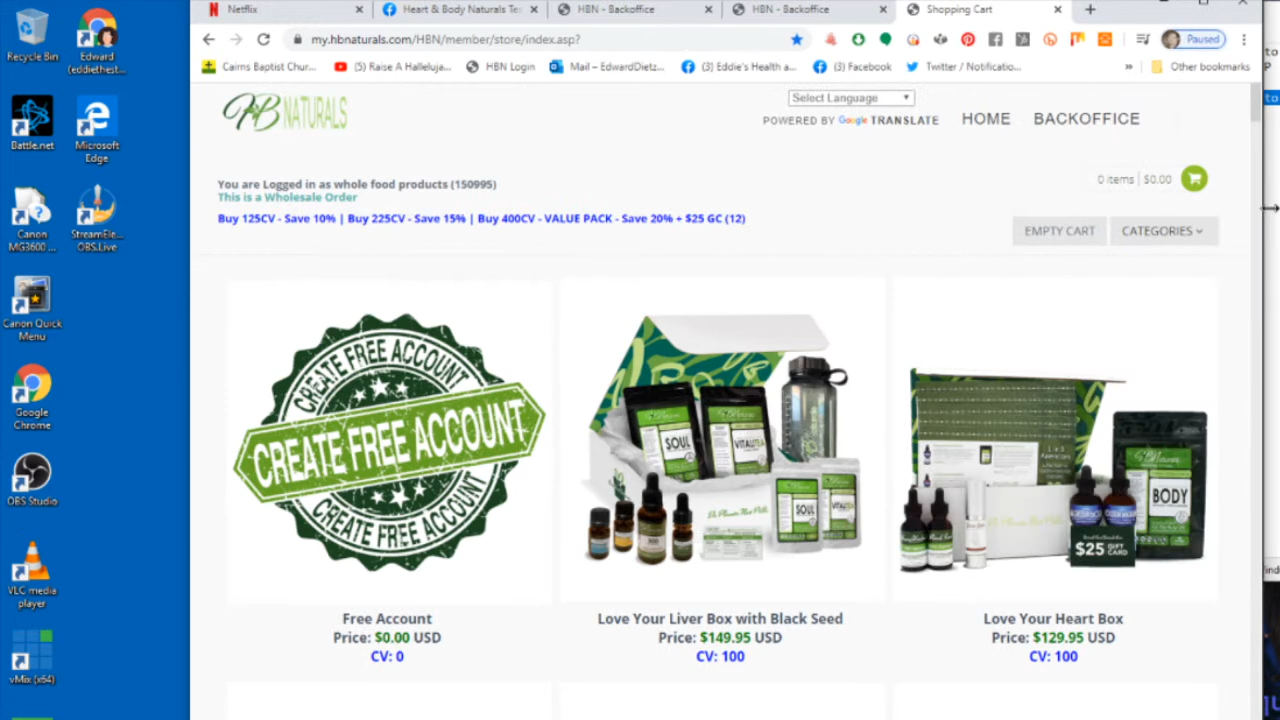 Recycle Bin
Edward (eddiethest...
Battle.net
Microsoft Edge
Canon MG3600 ...
StreamEle... OBS.Live
Canon Quick Menu
Google Chrome
OBS Studio
VLC media player
vMix (x64)
Netflix
Heart & Body Naturals Te
HBN - Backoffice
HBN - Backoffice
Shopping Cart
my.hbnaturals.com/HBN/member/store/index.asp?
Paused
Cairns Baptist Chur...
(5) Raise A Halleluja...
HBN Login
Mail – EdwardDietz...
(3) Eddie's Health a...
(3) Facebook
Twitter / Notificatio...
»
Other bookmarks
HB NATURALS
Select Language
POWERED BY Google TRANSLATE
HOME
BACKOFFICE
You are Logged in as whole food products (150995)
This is a Wholesale Order
0 items | $0.00
Buy 125CV - Save 10% | Buy 225CV - Save 15% | Buy 400CV - VALUE PACK - Save 20% + $25 GC (12)
EMPTY CART
CATEGORIES
CREATE FREE ACCOUNT
CREATE FREE ACCOUNT
CREATE FREE ACCOUNT
SOUL
VITALITEA
SOUL
BODY
$25 GIFT CARD
Free Account
Price: $0.00 USD
CV: 0
Love Your Liver Box with Black Seed
Price: $149.95 USD
CV: 100
Love Your Heart Box
Price: $129.95 USD
CV: 100